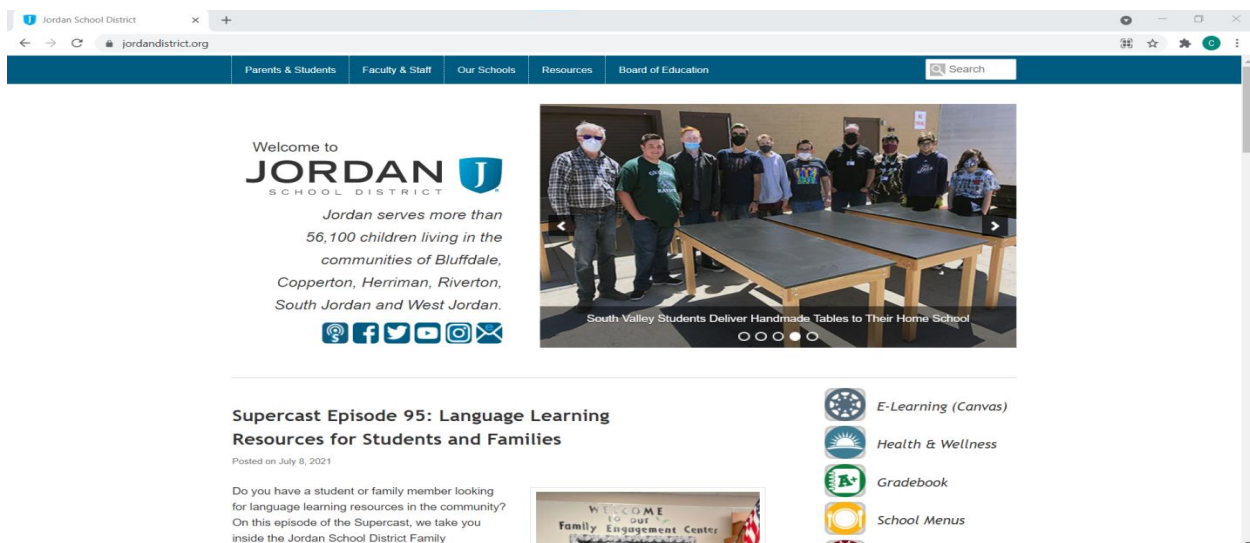 Jordan School District
jordandistrict.org
Parents & Students
Faculty & Staff
Our Schools
Resources
Board of Education
Search
Welcome to
JORDAN
SCHOOL DISTRICT
J
Jordan serves more than
56,100 children living in the
communities of Bluffdale,
Copperton, Herriman, Riverton,
South Jordan and West Jordan.
South Valley Students Deliver Handmade Tables to Their Home School
Supercast Episode 95: Language Learning
Resources for Students and Families
Posted on July 8, 2021
Do you have a student or family member looking
for language learning resources in the community?
On this episode of the Supercast, we take you
inside the Jordan School District Family
WELCOME
to our
Family Engagement Center
E-Learning (Canvas)
Health & Wellness
A+
Gradebook
School Menus
C